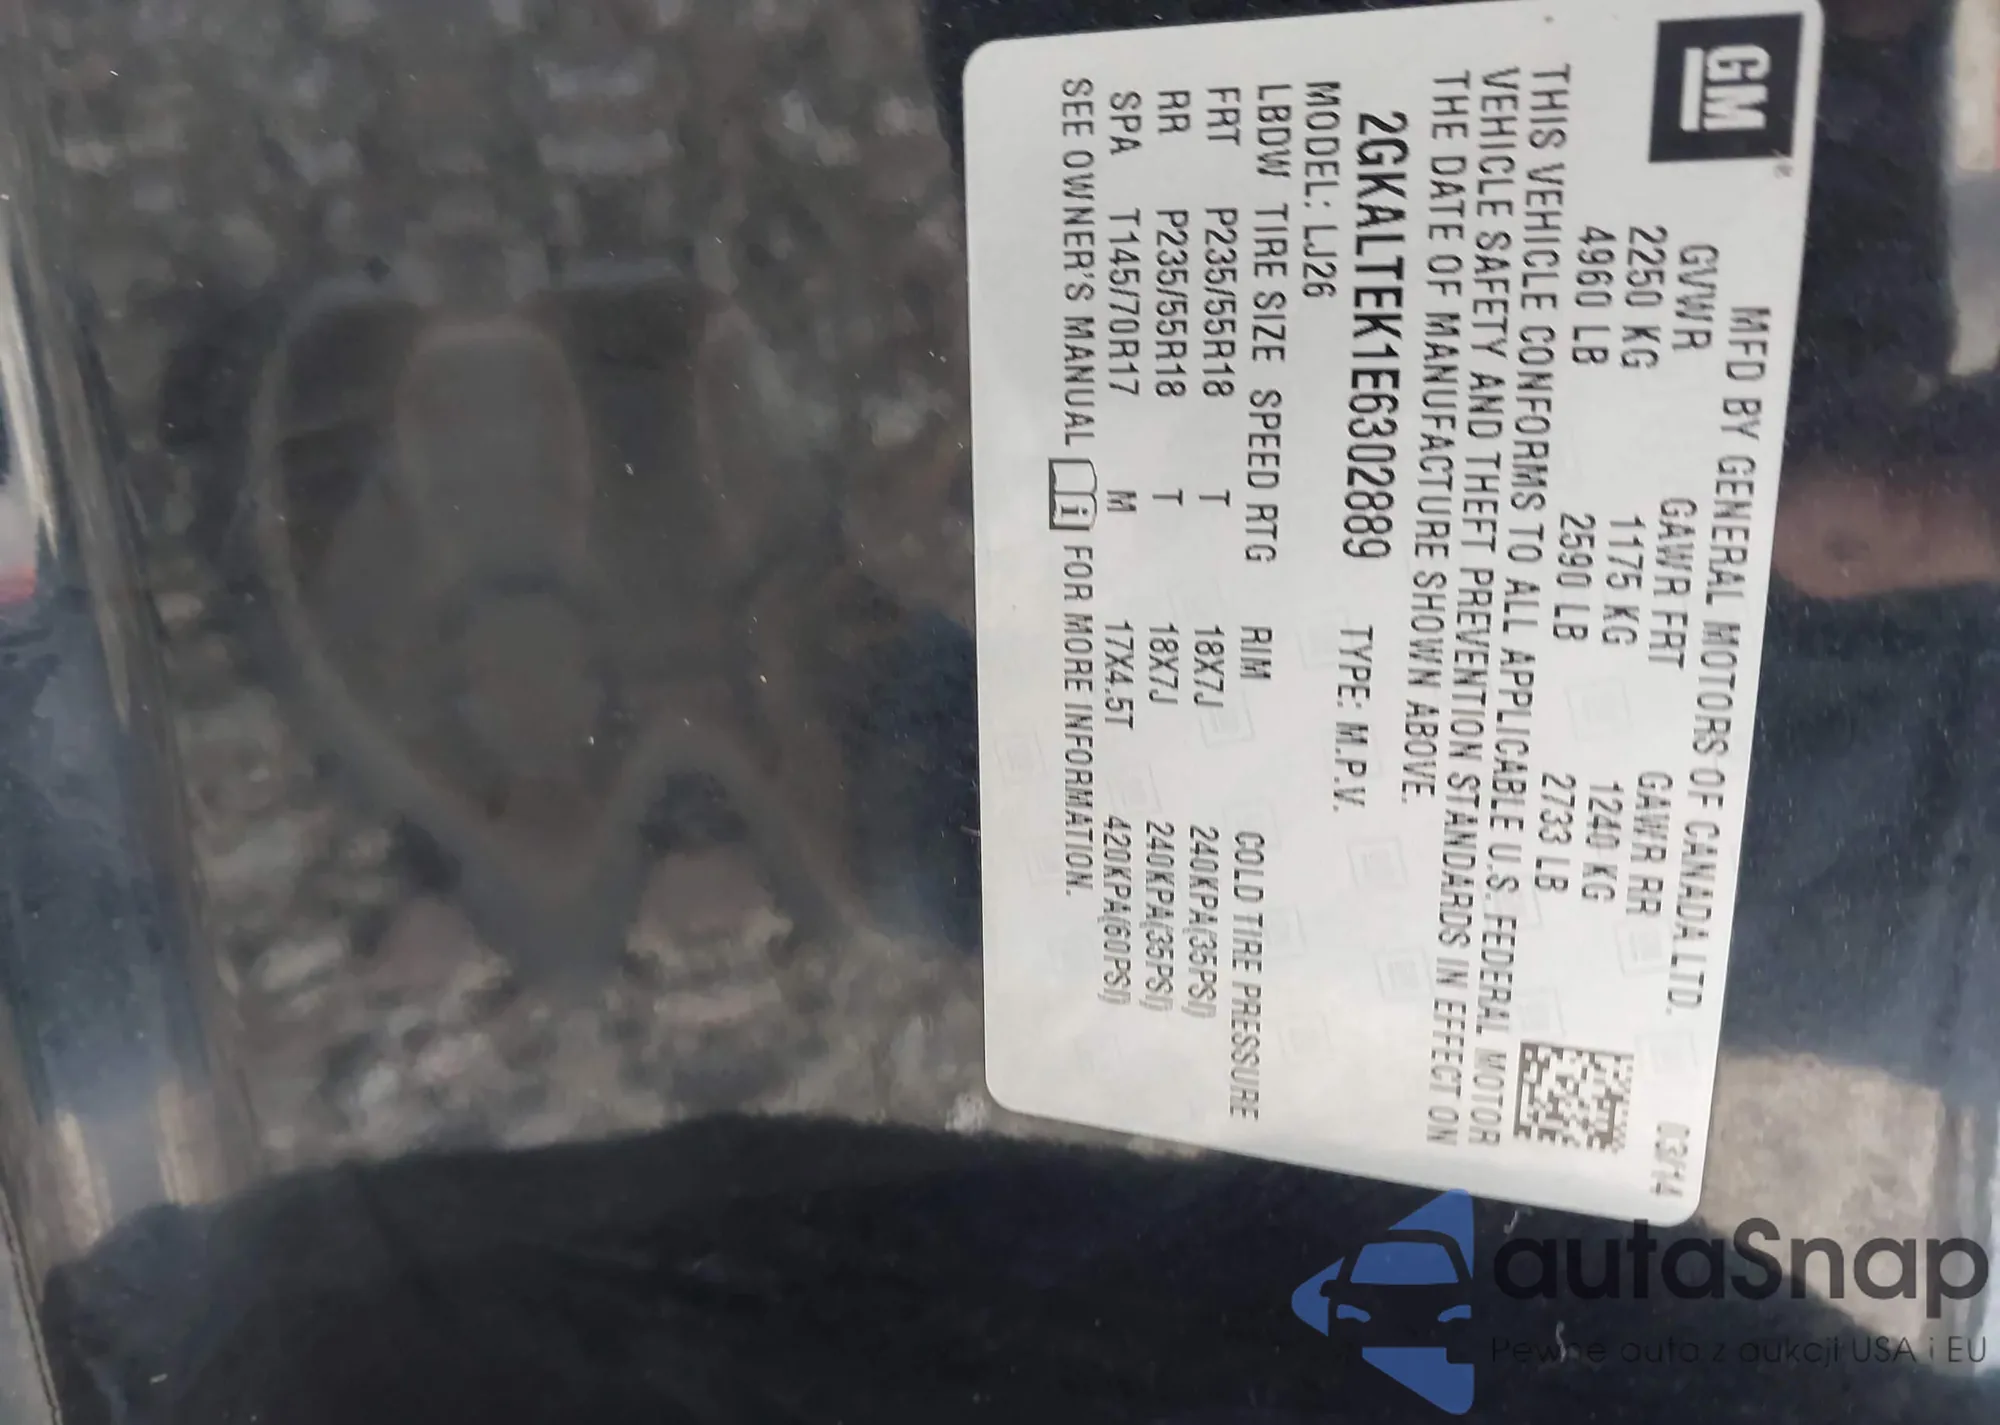 GM
MFD BY GENERAL MOTORS OF CANADA LTD. 03/14
GVWR GAWR FRT GAWR RR
2250 KG 1175 KG 1240 KG
4960 LB 2590 LB 2733 LB
THIS VEHICLE CONFORMS TO ALL APPLICABLE U.S. FEDERAL MOTOR
VEHICLE SAFETY AND THEFT PREVENTION STANDARDS IN EFFECT ON
THE DATE OF MANUFACTURE SHOWN ABOVE.
2GKALTEK1E6302889 TYPE: M.P.V.
MODEL: LJ26
LBDW TIRE SIZE SPEED RTG RIM COLD TIRE PRESSURE
FRT P235/55R18 T 18X7J 240KPA(35PSI)
RR P235/55R18 T 18X7J 240KPA(35PSI)
SPA T145/70R17 M 17X4.5T 420KPA(60PSI)
SEE OWNER'S MANUAL i FOR MORE INFORMATION.
autaSnap
Pewne auto z aukcji USA i EU